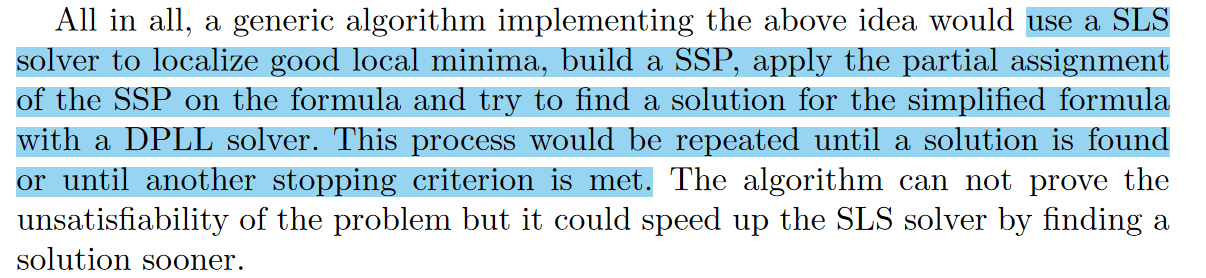 All in all, a generic algorithm implementing the above idea would use a SLS
solver to localize good local minima, build a SSP, apply the partial assignment
of the SSP on the formula and try to find a solution for the simplified formula
with a DPLL solver. This process would be repeated until a solution is found
or until another stopping criterion is met. The algorithm can not prove the
unsatisfiability of the problem but it could speed up the SLS solver by finding a
solution sooner.